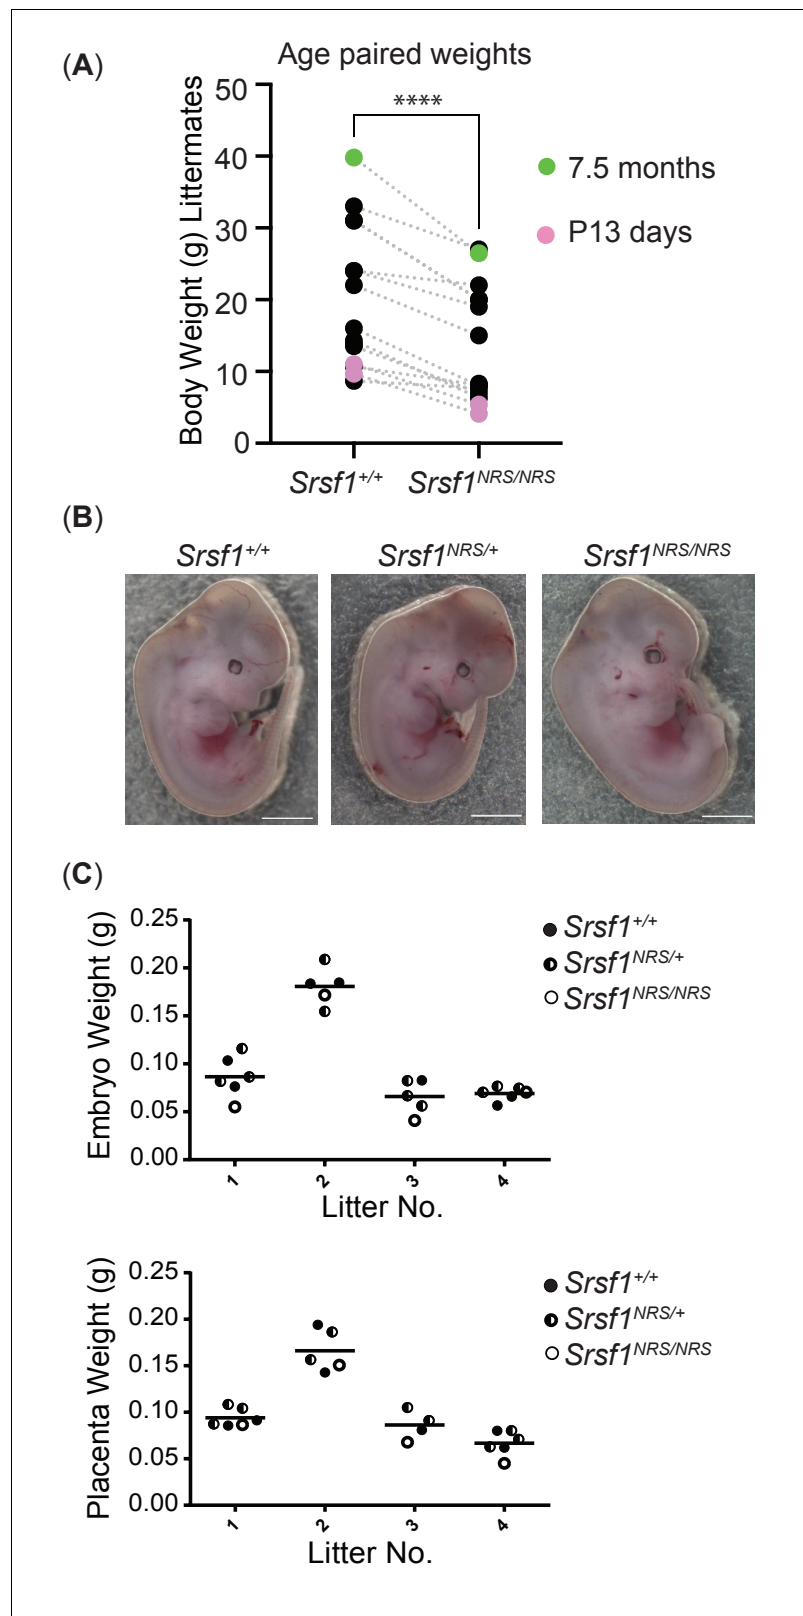 (A)
Age paired weights
Body Weight (g) Littermates
50
40
30
20
10
0
****
7.5 months
P13 days
Srsf1+/+
Srsf1NRS/NRS
(B)
Srsf1+/+
Srsf1NRS/+
Srsf1NRS/NRS
(C)
Embryo Weight (g)
0.25
0.20
0.15
0.10
0.05
0.00
1
2
3
4
Litter No.
Srsf1+/+
Srsf1NRS/+
Srsf1NRS/NRS
Placenta Weight (g)
0.25
0.20
0.15
0.10
0.05
0.00
1
2
3
4
Litter No.
Srsf1+/+
Srsf1NRS/+
Srsf1NRS/NRS